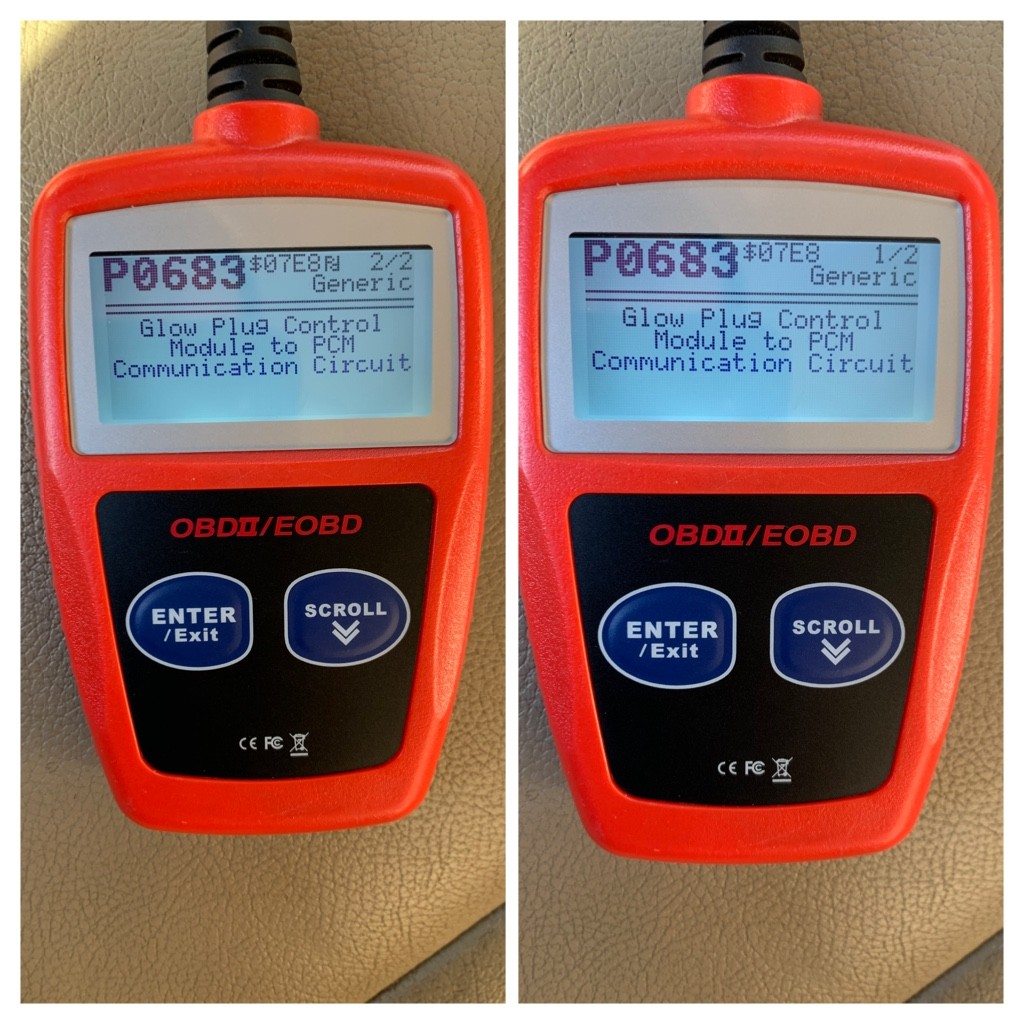 P0683 $07E8 2/2
Generic
Glow Plug Control
Module to PCM
Communication Circuit
OBDII/EOBD
ENTER
/Exit
SCROLL
CE FC
P0683 $07E8 1/2
Generic
Glow Plug Control
Module to PCM
Communication Circuit
OBDII/EOBD
ENTER
/Exit
SCROLL
CE FC